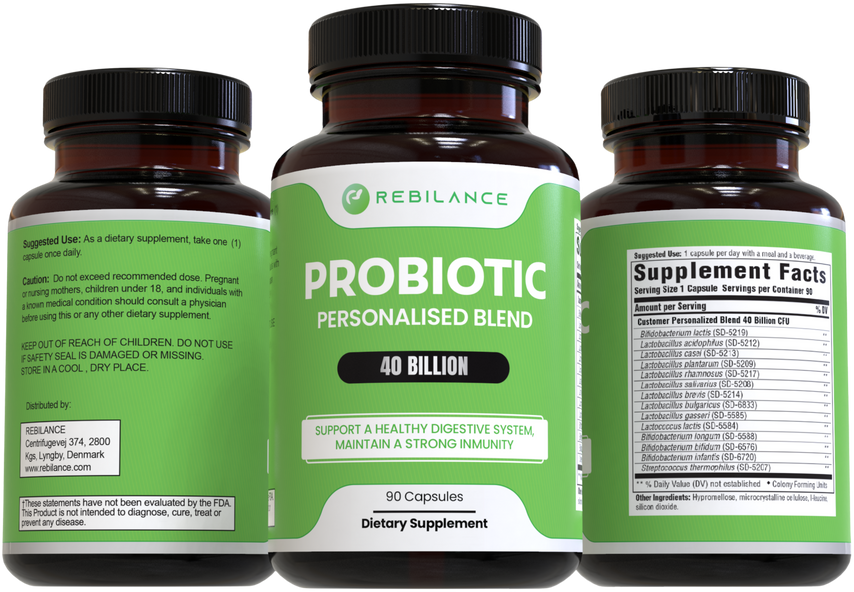 Suggested Use: As a dietary supplement, take one (1)
capsule once daily.
Caution: Do not exceed recommended dose. Pregnant
or nursing mothers, children under 18, and individuals with
a known medical condition should consult a physician
before using this or any other dietary supplement.
KEEP OUT OF REACH OF CHILDREN. DO NOT USE
IF SAFETY SEAL IS DAMAGED OR MISSING.
STORE IN A COOL , DRY PLACE.
Distributed by:
REBILANCE
Centrifugevej 374, 2800
Kgs, Lyngby, Denmark
www.rebilance.com
†These statements have not been evaluated by the FDA.
This Product is not intended to diagnose, cure, treat or
prevent any disease.
REBILANCE
PROBIOTIC
PERSONALISED BLEND
40 BILLION
SUPPORT A HEALTHY DIGESTIVE SYSTEM,
MAINTAIN A STRONG INMUNITY
90 Capsules
Dietary Supplement
Suggested Use: 1 capsule per day with a meal and a beverage.
Supplement Facts
Serving Size 1 Capsule Servings per Container 90
Amount per Serving % DV
Customer Personalized Blend 40 Billion CFU
Bifidobacterium lactis (SD-5219) **
Lactobacillus acidophilus (SD-5212) **
Lactobacillus casei (SD-5213) **
Lactobacillus plantarum (SD-5209) **
Lactobacillus rhamnosus (SD-5217) **
Lactobacillus salivarius (SD-5208) **
Lactobacillus brevis (SD-5214) **
Lactobacillus bulgaricus (SD-6833) **
Lactobacillus gasseri (SD-5585) **
Lactococcus lactis (SD-5584) **
Bifidobacterium longum (SD-5588) **
Bifidobacterium bifidum (SD-6576) **
Bifidobacterium infantis (SD-6720) **
Streptococcus thermophilus (SD-5207) **
** % Daily Value (DV) not established * Colony Forming Units
Other Ingredients: Hypromellose, microcrystalline cellulose, l-leucine,
silicon dioxide.